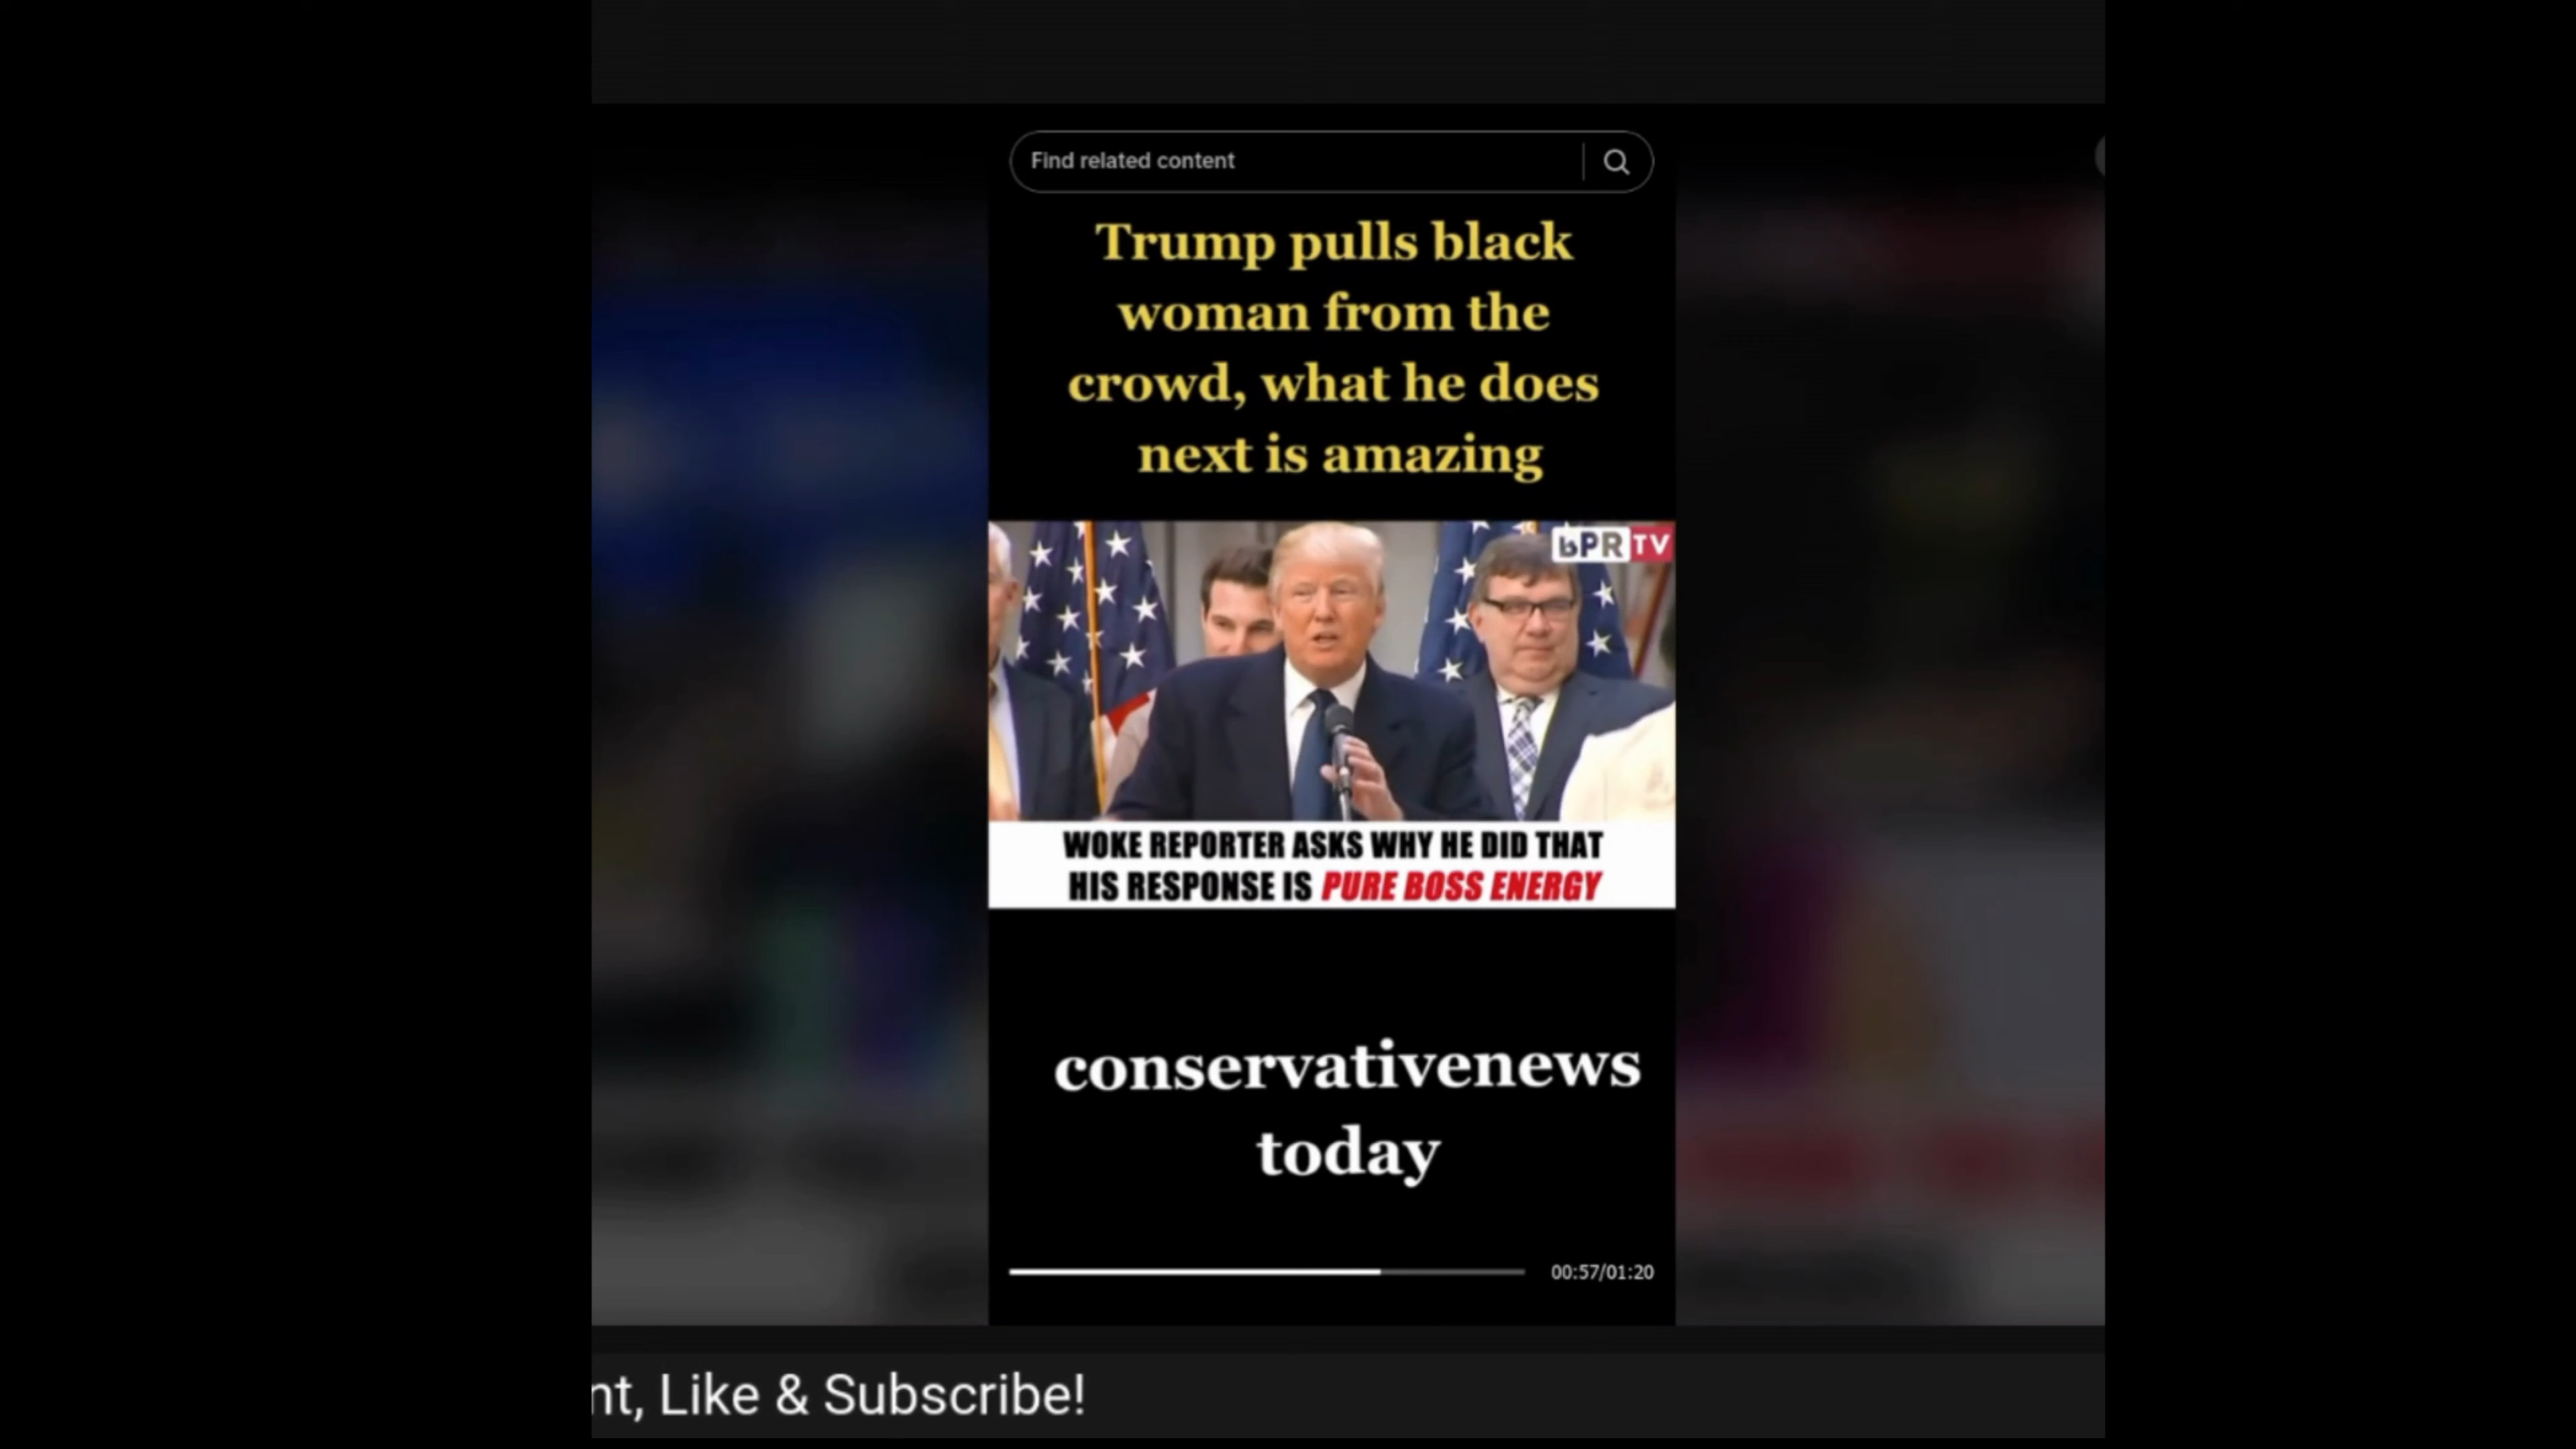 Find related content
Trump pulls black
woman from the
crowd, what he does
next is amazing
bPR TV
WOKE REPORTER ASKS WHY HE DID THAT
HIS RESPONSE IS PURE BOSS ENERGY
conservativenews
today
00:57/01:20
nt, Like & Subscribe!